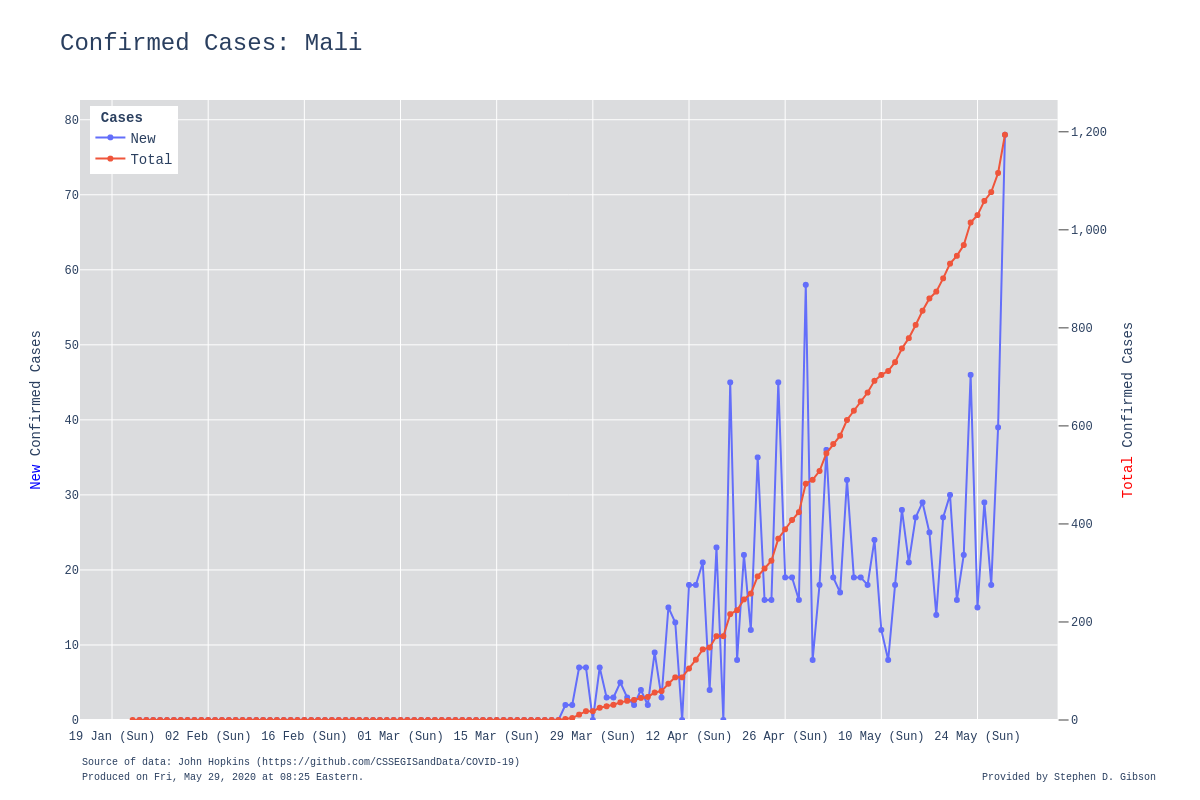 Confirmed Cases: Mali
Cases
New
Total
80
70
60
50
40
30
20
10
0
New Confirmed Cases
1,200
1,000
800
600
400
200
0
Total Confirmed Cases
19 Jan (Sun) 02 Feb (Sun) 16 Feb (Sun) 01 Mar (Sun) 15 Mar (Sun) 29 Mar (Sun) 12 Apr (Sun) 26 Apr (Sun) 10 May (Sun) 24 May (Sun)
Source of data: John Hopkins (https://github.com/CSSEGISandData/COVID-19)
Produced on Fri, May 29, 2020 at 08:25 Eastern.
Provided by Stephen D. Gibson